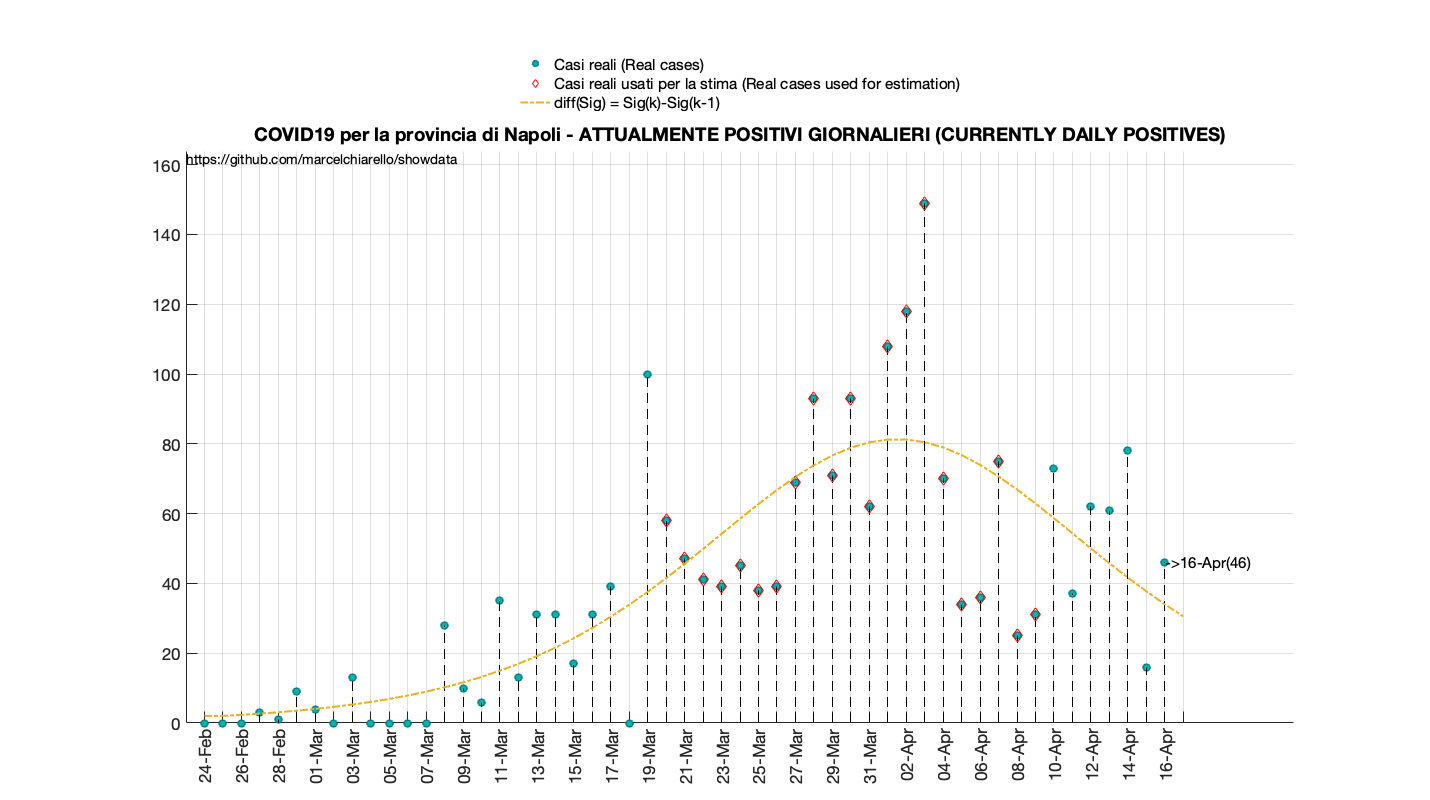 Casi reali (Real cases)
Casi reali usati per la stima (Real cases used for estimation)
diff(Sig) = Sig(k)-Sig(k-1)
COVID19 per la provincia di Napoli - ATTUALMENTE POSITIVI GIORNALIERI (CURRENTLY DAILY POSITIVES)
https://github.com/marcelchiarello/showdata
160
140
120
100
80
60
40
20
0
->16-Apr(46)
24-Feb
26-Feb
28-Feb
01-Mar
03-Mar
05-Mar
07-Mar
09-Mar
11-Mar
13-Mar
15-Mar
17-Mar
19-Mar
21-Mar
23-Mar
25-Mar
27-Mar
29-Mar
31-Mar
02-Apr
04-Apr
06-Apr
08-Apr
10-Apr
12-Apr
14-Apr
16-Apr